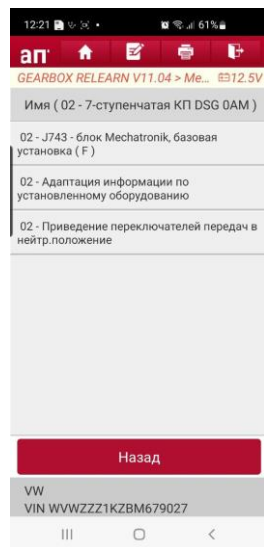 12:21 61%
ап
GEARBOX RELEARN V11.04 > Me... 12.5V
Имя ( 02 - 7-ступенчатая КП DSG 0AM )
02 - J743 - блок Mechatronik, базовая
установка ( F )
02 - Адаптация информации по
установленному оборудованию
02 - Приведение переключателей передач в
нейтр.положение
Назад
VW
VIN WVWZZZ1KZBM679027